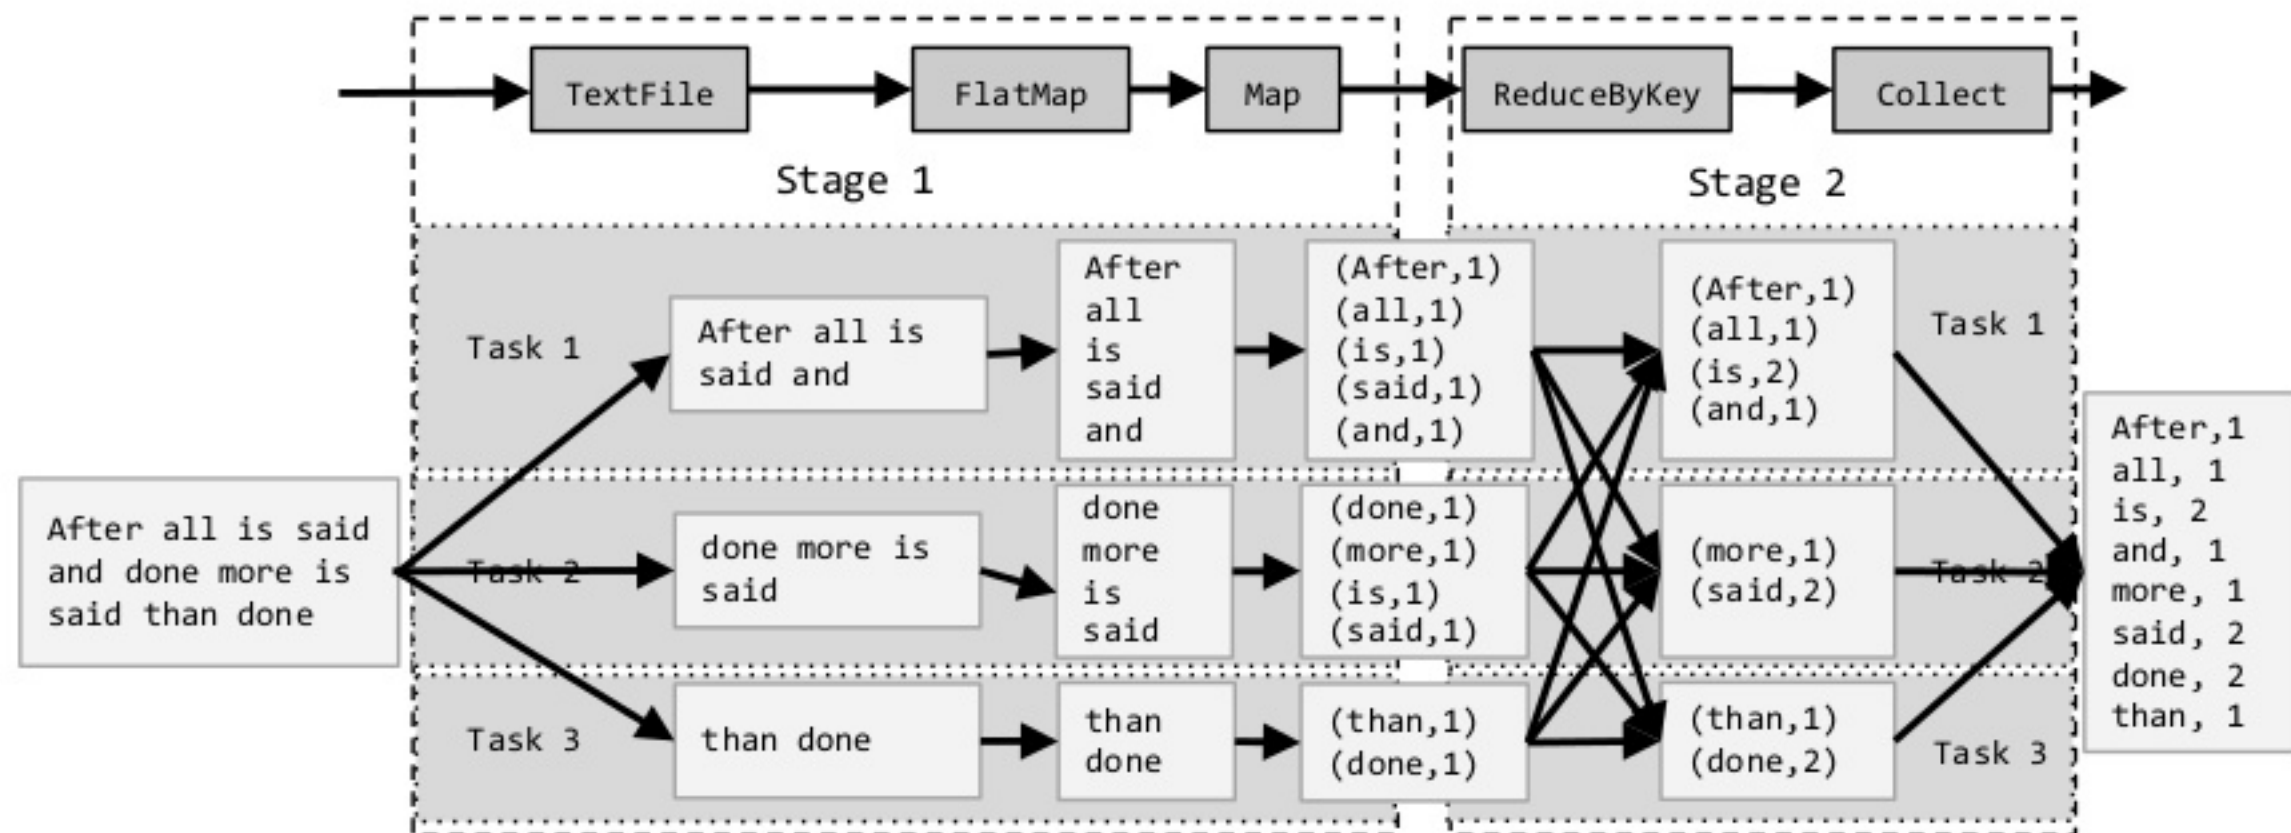 TextFile
FlatMap
Map
ReduceByKey
Collect
Stage 1
Stage 2
After all is said
and done more is
said than done
Task 1
After all is
said and
After
all
is
said
and
(After,1)
(all,1)
(is,1)
(said,1)
(and,1)
(After,1)
(all,1)
(is,2)
(and,1)
Task 1
Task 2
done more is
said
done
more
is
said
(done,1)
(more,1)
(is,1)
(said,1)
(more,1)
(said,2)
Task 2
Task 3
than done
than
done
(than,1)
(done,1)
(than,1)
(done,2)
Task 3
After,1
all, 1
is, 2
and, 1
more, 1
said, 2
done, 2
than, 1